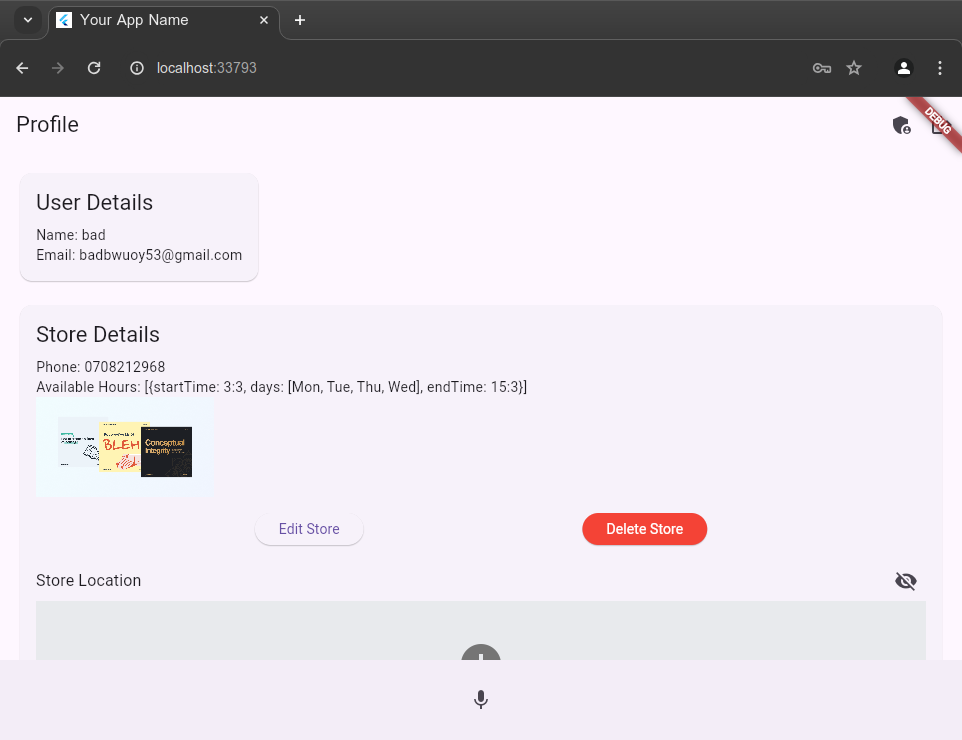 Your App Name
localhost:33793
Profile
DEBUG
User Details
Name: bad
Email: badbwuoy53@gmail.com
Store Details
Phone: 0708212968
Available Hours: [{startTime: 3:3, days: [Mon, Tue, Thu, Wed], endTime: 15:3}]
BLEH
Conceptual
Integrity
Edit Store
Delete Store
Store Location